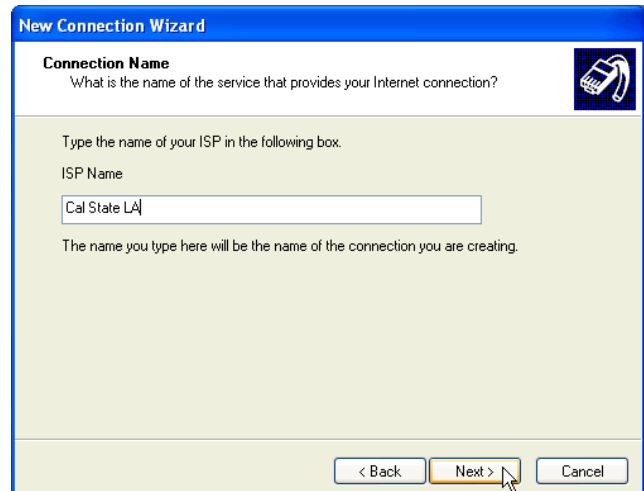 New Connection Wizard
Connection Name
What is the name of the service that provides your Internet connection?
Type the name of your ISP in the following box.
ISP Name
Cal State LA
The name you type here will be the name of the connection you are creating.
< Back
Next >
Cancel